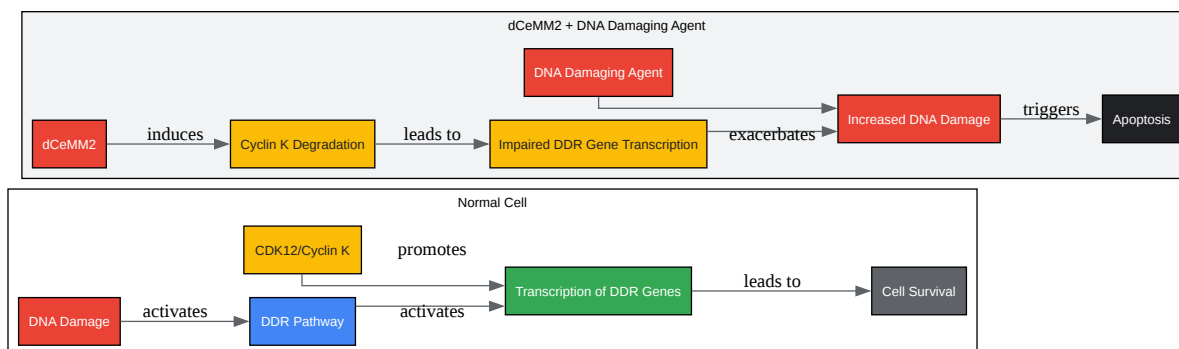 dCeMM2 + DNA Damaging Agent
DNA Damaging Agent
dCeMM2
induces
Cyclin K Degradation
leads to
Impaired DDR Gene Transcription
exacerbates
Increased DNA Damage
triggers
Apoptosis
Normal Cell
CDK12/Cyclin K
promotes
DNA Damage
activates
DDR Pathway
activates
Transcription of DDR Genes
leads to
Cell Survival